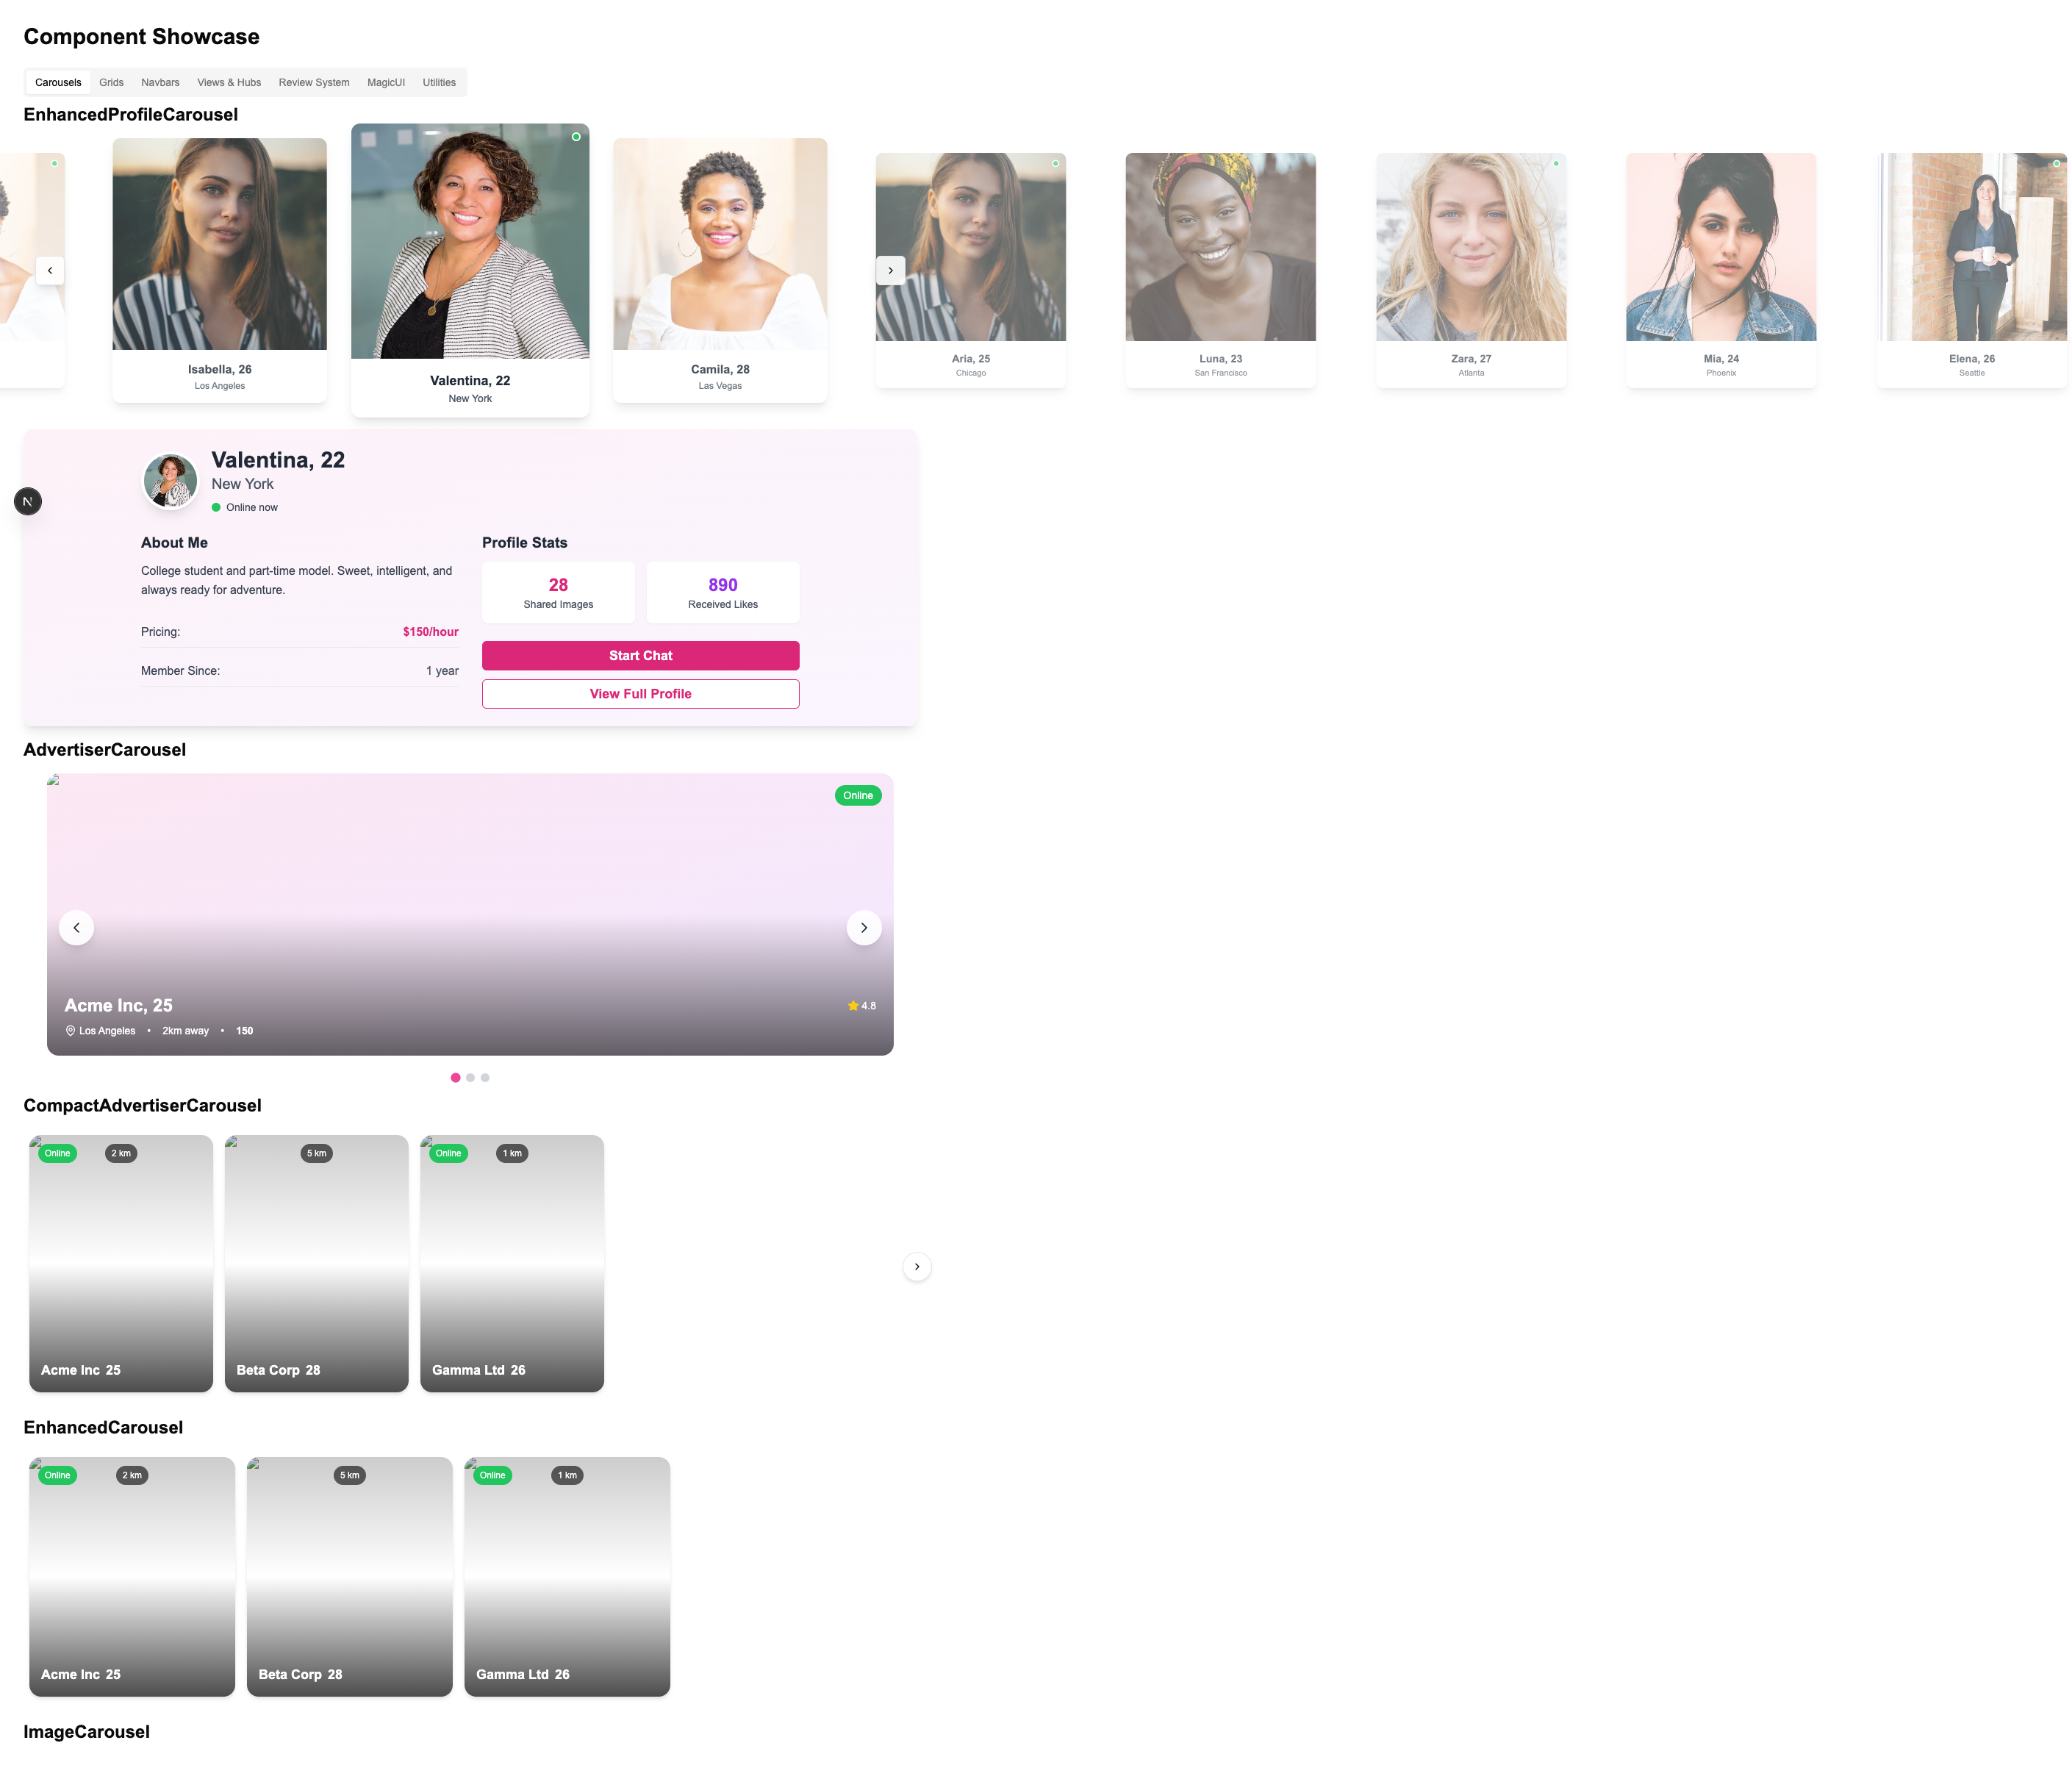 Component Showcase
Carousels Grids Navbars Views & Hubs Review System MagicUI Utilities
EnhancedProfileCarousel
Isabella, 26
Los Angeles
Valentina, 22
New York
Camila, 28
Las Vegas
Aria, 25
Chicago
Luna, 23
San Francisco
Zara, 27
Atlanta
Mia, 24
Phoenix
Elena, 26
Seattle
N
Valentina, 22
New York
Online now
About Me
College student and part-time model. Sweet, intelligent, and
always ready for adventure.
Pricing: $150/hour
Member Since: 1 year
Profile Stats
28
Shared Images
890
Received Likes
Start Chat
View Full Profile
AdvertiserCarousel
Online
Acme Inc, 25
4.8
Los Angeles • 2km away • 150
CompactAdvertiserCarousel
Online 2 km
Acme Inc 25
5 km
Beta Corp 28
Online 1 km
Gamma Ltd 26
EnhancedCarousel
Online 2 km
Acme Inc 25
5 km
Beta Corp 28
Online 1 km
Gamma Ltd 26
ImageCarousel